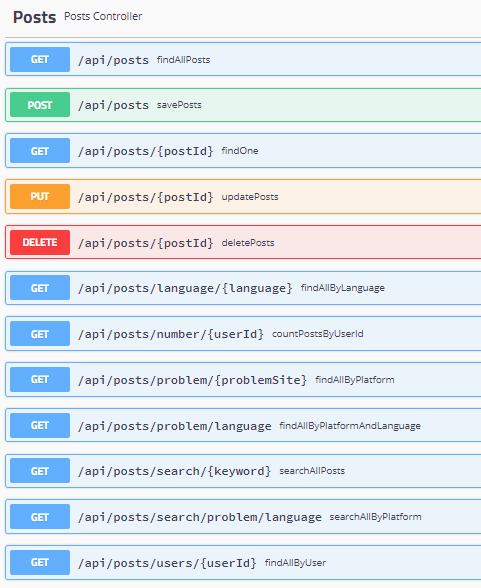 Posts Posts Controller
GET /api/posts findAllPosts
POST /api/posts savePosts
GET /api/posts/{postId} findOne
PUT /api/posts/{postId} updatePosts
DELETE /api/posts/{postId} deletePosts
GET /api/posts/language/{language} findAllByLanguage
GET /api/posts/number/{userId} countPostsByUserId
GET /api/posts/problem/{problemSite} findAllByPlatform
GET /api/posts/problem/language findAllByPlatformAndLanguage
GET /api/posts/search/{keyword} searchAllPosts
GET /api/posts/search/problem/language searchAllByPlatform
GET /api/posts/users/{userId} findAllByUser